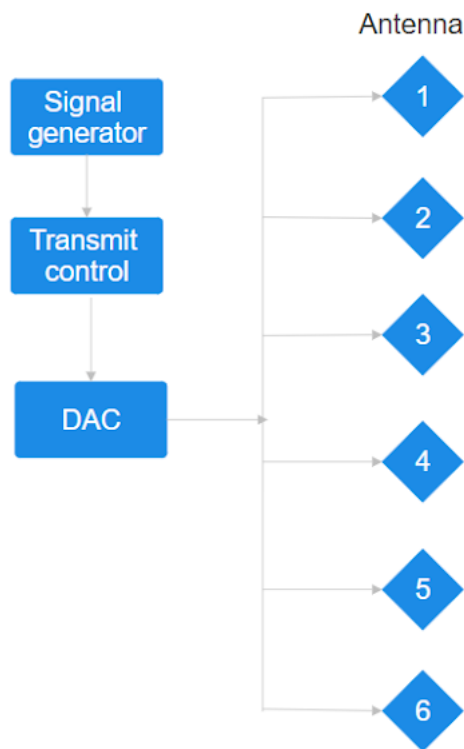 Antenna
1
Signal
generator
2
Transmit
control
3
DAC
4
5
6